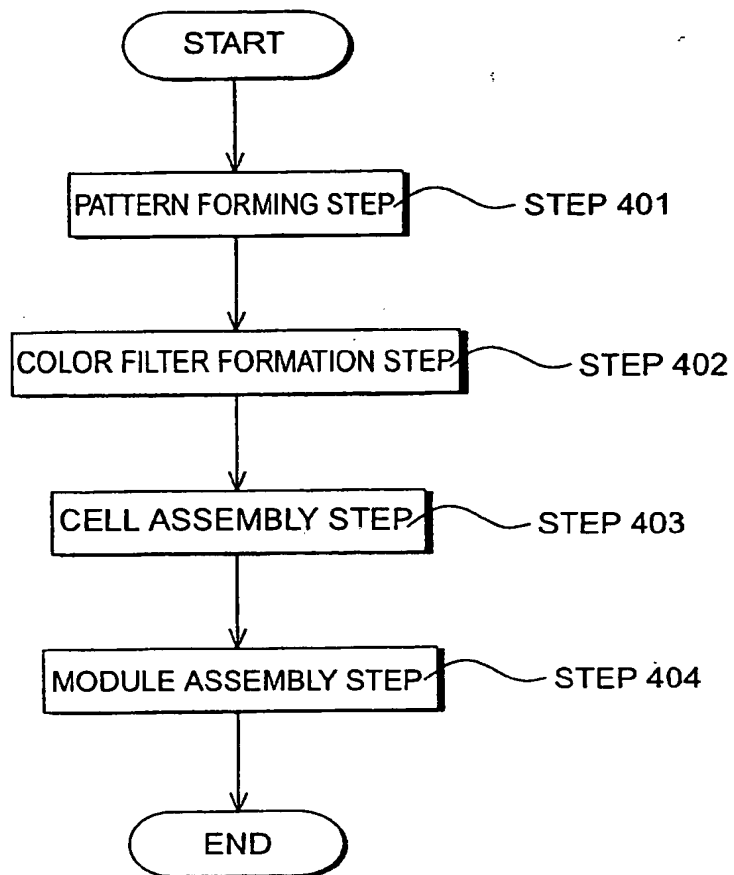 START
PATTERN FORMING STEP
STEP 401
COLOR FILTER FORMATION STEP
STEP 402
CELL ASSEMBLY STEP
STEP 403
MODULE ASSEMBLY STEP
STEP 404
END